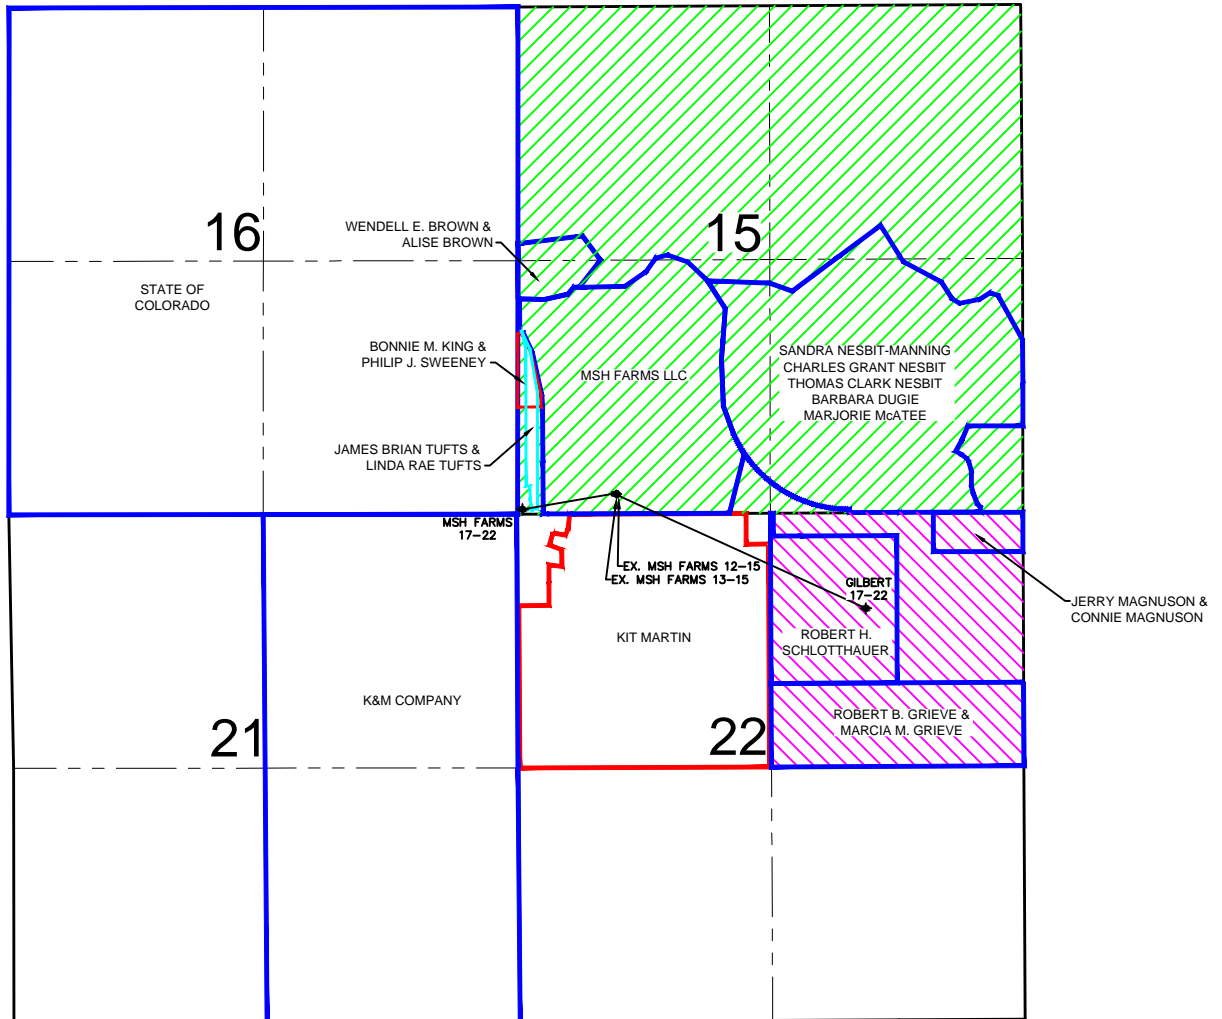 16
15
WENDELL E. BROWN &
ALISE BROWN
STATE OF
COLORADO
BONNIE M. KING &
PHILIP J. SWEENEY
MSH FARMS LLC
SANDRA NESBIT-MANNING
CHARLES GRANT NESBIT
THOMAS CLARK NESBIT
BARBARA DUGIE
MARJORIE McATEE
JAMES BRIAN TUFTS &
LINDA RAE TUFTS
MSH FARMS
17-22
EX. MSH FARMS 12-15
EX. MSH FARMS 13-15
GILBERT
17-22
JERRY MAGNUSON &
CONNIE MAGNUSON
KIT MARTIN
ROBERT H.
SCHLOTTHAUER
K&M COMPANY
ROBERT B. GRIEVE &
MARCIA M. GRIEVE
21
22